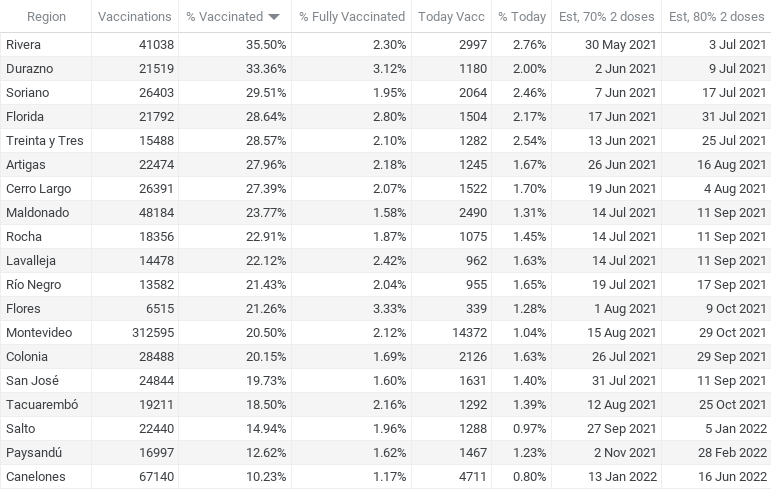 Region Vaccinations % Vaccinated % Fully Vaccinated Today Vacc % Today Est, 70% 2 doses Est, 80% 2 doses
Rivera 41038 35.50% 2.30% 2997 2.76% 30 May 2021 3 Jul 2021
Durazno 21519 33.36% 3.12% 1180 2.00% 2 Jun 2021 9 Jul 2021
Soriano 26403 29.51% 1.95% 2064 2.46% 7 Jun 2021 17 Jul 2021
Florida 21792 28.64% 2.80% 1504 2.17% 17 Jun 2021 31 Jul 2021
Treinta y Tres 15488 28.57% 2.10% 1282 2.54% 13 Jun 2021 25 Jul 2021
Artigas 22474 27.96% 2.18% 1245 1.67% 26 Jun 2021 16 Aug 2021
Cerro Largo 26391 27.39% 2.07% 1522 1.70% 19 Jun 2021 4 Aug 2021
Maldonado 48184 23.77% 1.58% 2490 1.31% 14 Jul 2021 11 Sep 2021
Rocha 18356 22.91% 1.87% 1075 1.45% 14 Jul 2021 11 Sep 2021
Lavalleja 14478 22.12% 2.42% 962 1.63% 14 Jul 2021 11 Sep 2021
Río Negro 13582 21.43% 2.04% 955 1.65% 19 Jul 2021 17 Sep 2021
Flores 6515 21.26% 3.33% 339 1.28% 1 Aug 2021 9 Oct 2021
Montevideo 312595 20.50% 2.12% 14372 1.04% 15 Aug 2021 29 Oct 2021
Colonia 28488 20.15% 1.69% 2126 1.63% 26 Jul 2021 29 Sep 2021
San José 24844 19.73% 1.60% 1631 1.40% 31 Jul 2021 11 Sep 2021
Tacuarembó 19211 18.50% 2.16% 1292 1.39% 12 Aug 2021 25 Oct 2021
Salto 22440 14.94% 1.96% 1288 0.97% 27 Sep 2021 5 Jan 2022
Paysandú 16997 12.62% 1.62% 1467 1.23% 2 Nov 2021 28 Feb 2022
Canelones 67140 10.23% 1.17% 4711 0.80% 13 Jan 2022 16 Jun 2022